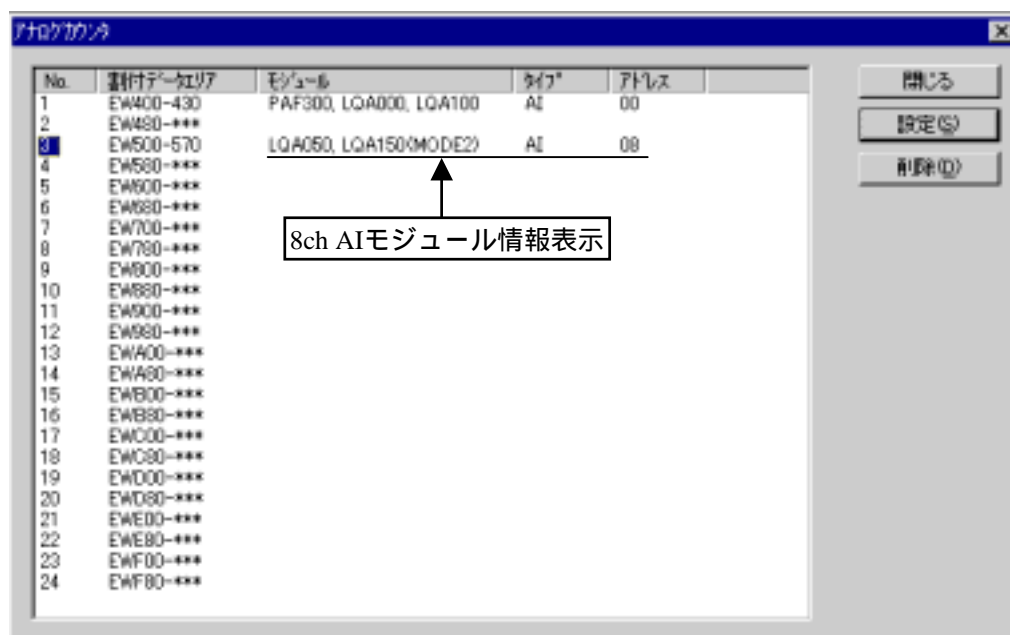 アナログカウンタ
No. 割付データエリア モジュール タイプ アドレス
1 EW400-430 PAF300, LQA000, LQA100 AI 00
2 EW480-***
3 EW500-570 LQA050, LQA150(MODE2) AI 08
4 EW580-***
5 EW600-***
6 EW680-***
7 EW700-***
8 EW780-***
9 EW800-***
10 EW880-***
11 EW900-***
12 EW980-***
13 EWA00-***
14 EWA80-***
15 EWB00-***
16 EWB80-***
17 EWC00-***
18 EWC80-***
19 EWD00-***
20 EWD80-***
21 EWE00-***
22 EWE80-***
23 EWF00-***
24 EWF80-***
8ch AIモジュール情報表示
閉じる
設定(S)
削除(D)